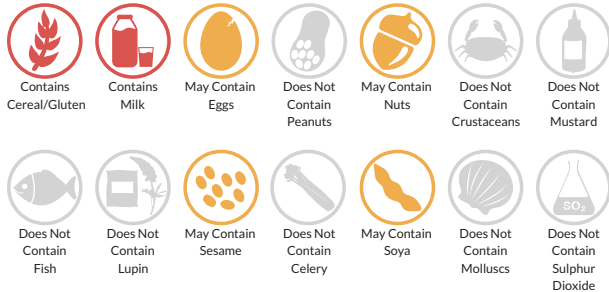 Contains
Cereal/Gluten
Contains
Milk
May Contain
Eggs
Does Not
Contain
Peanuts
May Contain
Nuts
Does Not
Contain
Crustaceans
Does Not
Contain
Mustard
Does Not
Contain
Fish
Does Not
Contain
Lupin
May Contain
Sesame
Does Not
Contain
Celery
May Contain
Soya
Does Not
Contain
Molluscs
SO₂
Does Not
Contain
Sulphur
Dioxide